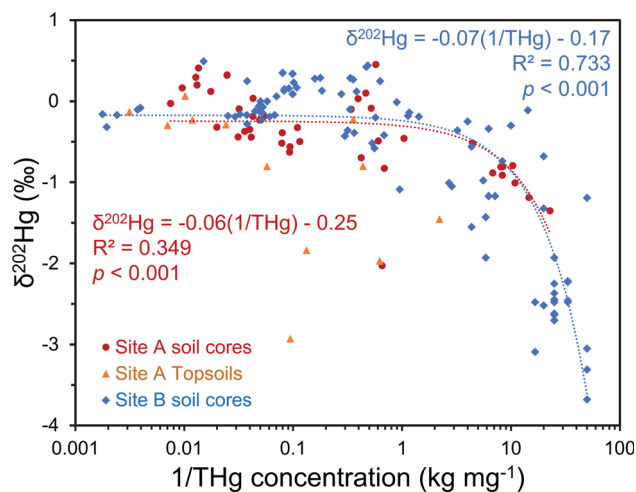 δ²⁰²Hg = -0.07(1/THg) - 0.17
R² = 0.733
p < 0.001
δ²⁰²Hg = -0.06(1/THg) - 0.25
R² = 0.349
p < 0.001
Site A soil cores
Site A Topsoils
Site B soil cores
δ²⁰²Hg (‰)
1
0
-1
-2
-3
-4
0.001
0.01
0.1
1
10
100
1/THg concentration (kg mg⁻¹)